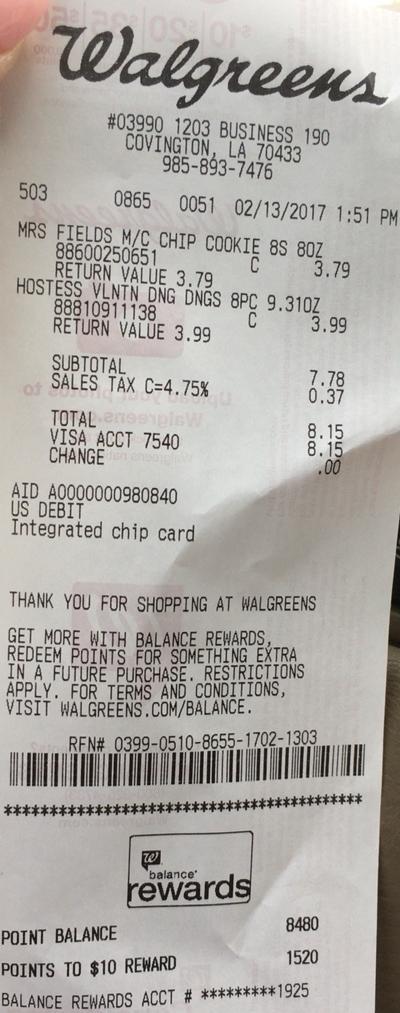 Walgreens
#03990 1203 BUSINESS 190
COVINGTON, LA 70433
985-893-7476
503 0865 0051 02/13/2017 1:51 PM
MRS FIELDS M/C CHIP COOKIE 8S 8OZ
88600250651 C 3.79
RETURN VALUE 3.79
HOSTESS VLNTN DNG DNGS 8PC 9.31OZ
88810911138 C 3.99
RETURN VALUE 3.99
SUBTOTAL 7.78
SALES TAX C=4.75% 0.37
TOTAL 8.15
VISA ACCT 7540 8.15
CHANGE .00
AID A0000000980840
US DEBIT
Integrated chip card
THANK YOU FOR SHOPPING AT WALGREENS
GET MORE WITH BALANCE REWARDS,
REDEEM POINTS FOR SOMETHING EXTRA
IN A FUTURE PURCHASE. RESTRICTIONS
APPLY. FOR TERMS AND CONDITIONS,
VISIT WALGREENS.COM/BALANCE.
RFN# 0399-0510-8655-1702-1303
****************************************
W
balance®
rewards
POINT BALANCE 8480
POINTS TO $10 REWARD 1520
BALANCE REWARDS ACCT # *********1925